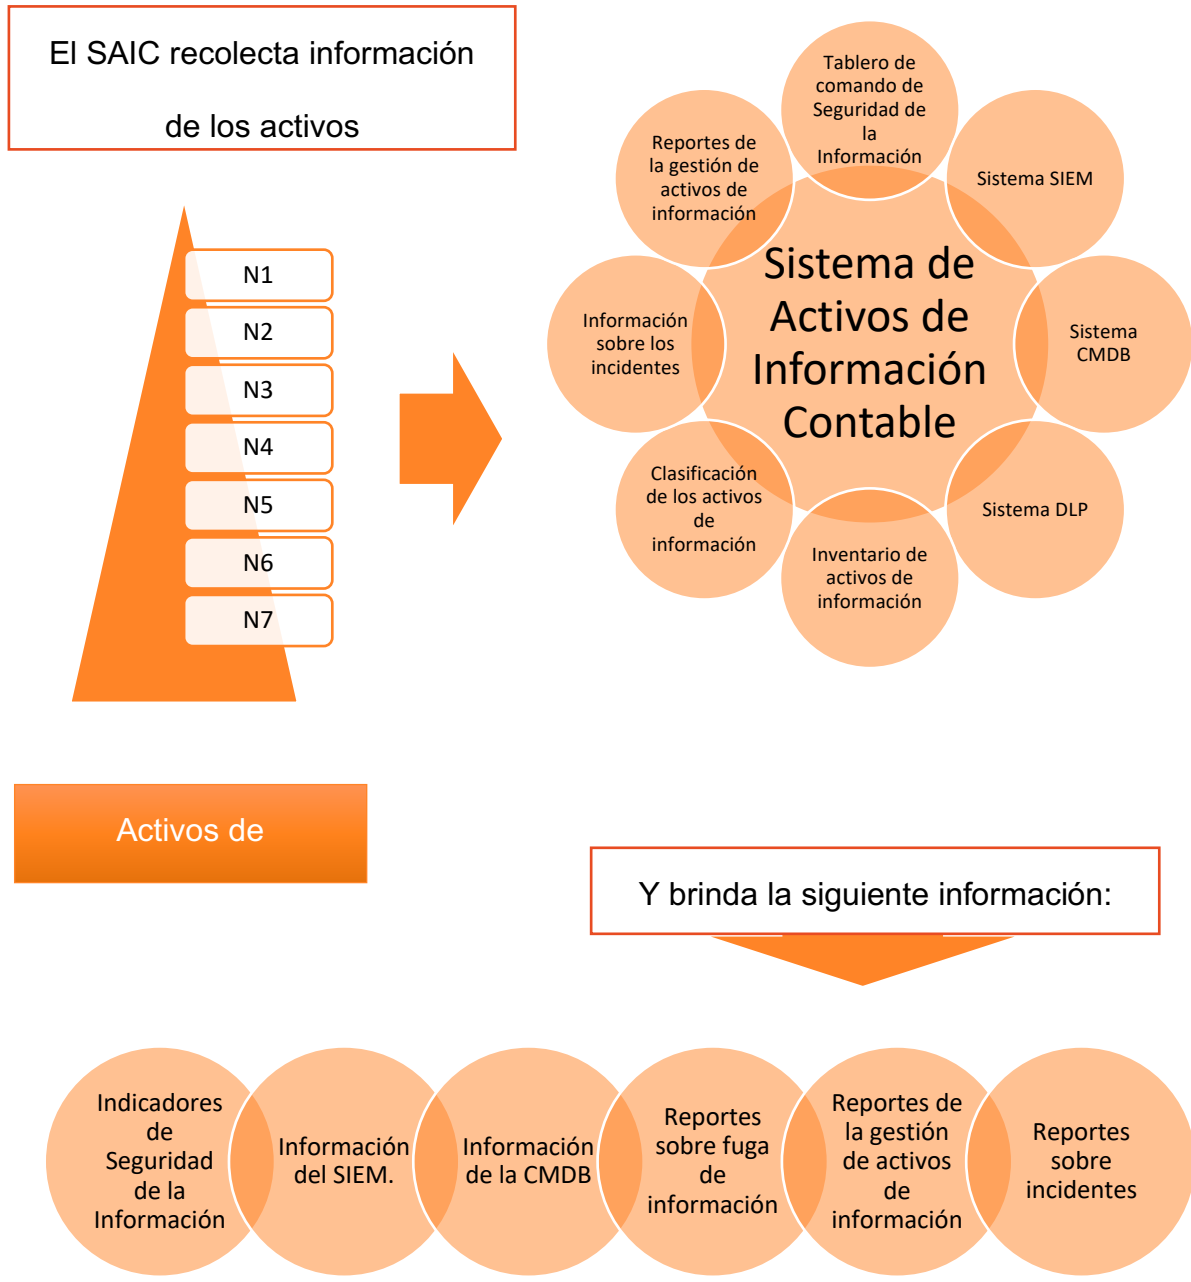 El SAIC recolecta información
de los activos
N1
N2
N3
N4
N5
N6
N7
Tablero de
comando de
Seguridad de
la
Información
Sistema SIEM
Sistema
CMDB
Sistema DLP
Inventario de
activos de
información
Clasificación
de los activos
de
información
Información
sobre los
incidentes
Reportes de
la gestión de
activos de
información
Sistema de
Activos de
Información
Contable
Activos de
Y brinda la siguiente información:
Indicadores
de
Seguridad
de la
Información
Información
del SIEM.
Información
de la CMDB
Reportes
sobre fuga
de
información
Reportes de
la gestión
de activos
de
información
Reportes
sobre
incidentes